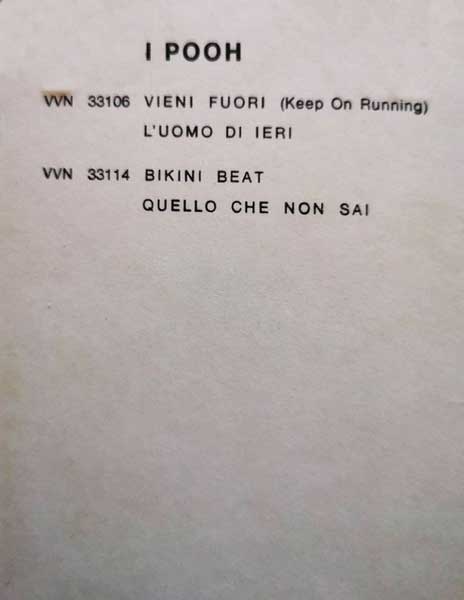 I POOH
VVN 33106 VIENI FUORI (Keep On Running)
L'UOMO DI IERI
VVN 33114 BIKINI BEAT
QUELLO CHE NON SAI